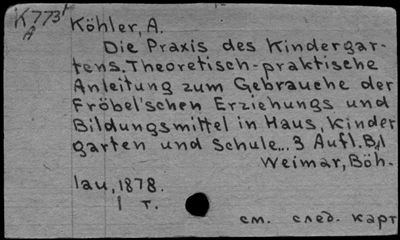 K773
A
Köhler, A.
Die Praxis des Kindergar-
tens. Theoretisch-praktische
Anleitung zum Gebrauche der
Fröbel'schen Erziehungs und
Bildungsmittel in Haus, Kinder
garten und Schule... 3 Aufl. Bd1
Weimar, Böh-
lau, 1878.
1 т.
см. след. карт